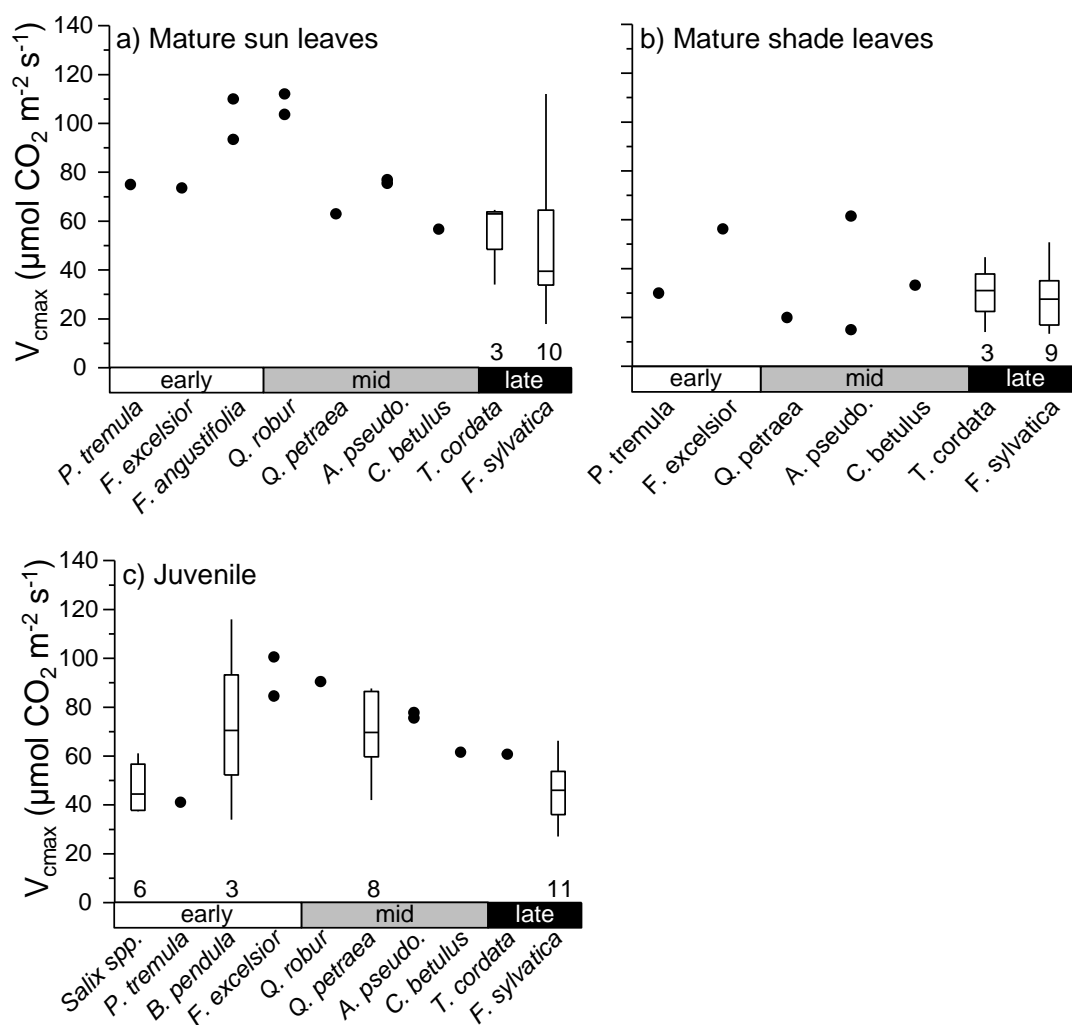 a) Mature sun leaves
V_cmax (µmol CO₂ m⁻² s⁻¹)
140
120
100
80
60
40
20
0
3
10
early
mid
late
P. tremula
F. excelsior
F. angustifolia
Q. robur
Q. petraea
A. pseudo.
C. betulus
T. cordata
F. sylvatica
b) Mature shade leaves
3
9
early
mid
late
P. tremula
F. excelsior
Q. petraea
A. pseudo.
C. betulus
T. cordata
F. sylvatica
c) Juvenile
V_cmax (µmol CO₂ m⁻² s⁻¹)
140
120
100
80
60
40
20
0
6
3
8
11
early
mid
late
Salix spp.
P. tremula
B. pendula
F. excelsior
Q. robur
Q. petraea
A. pseudo.
C. betulus
T. cordata
F. sylvatica